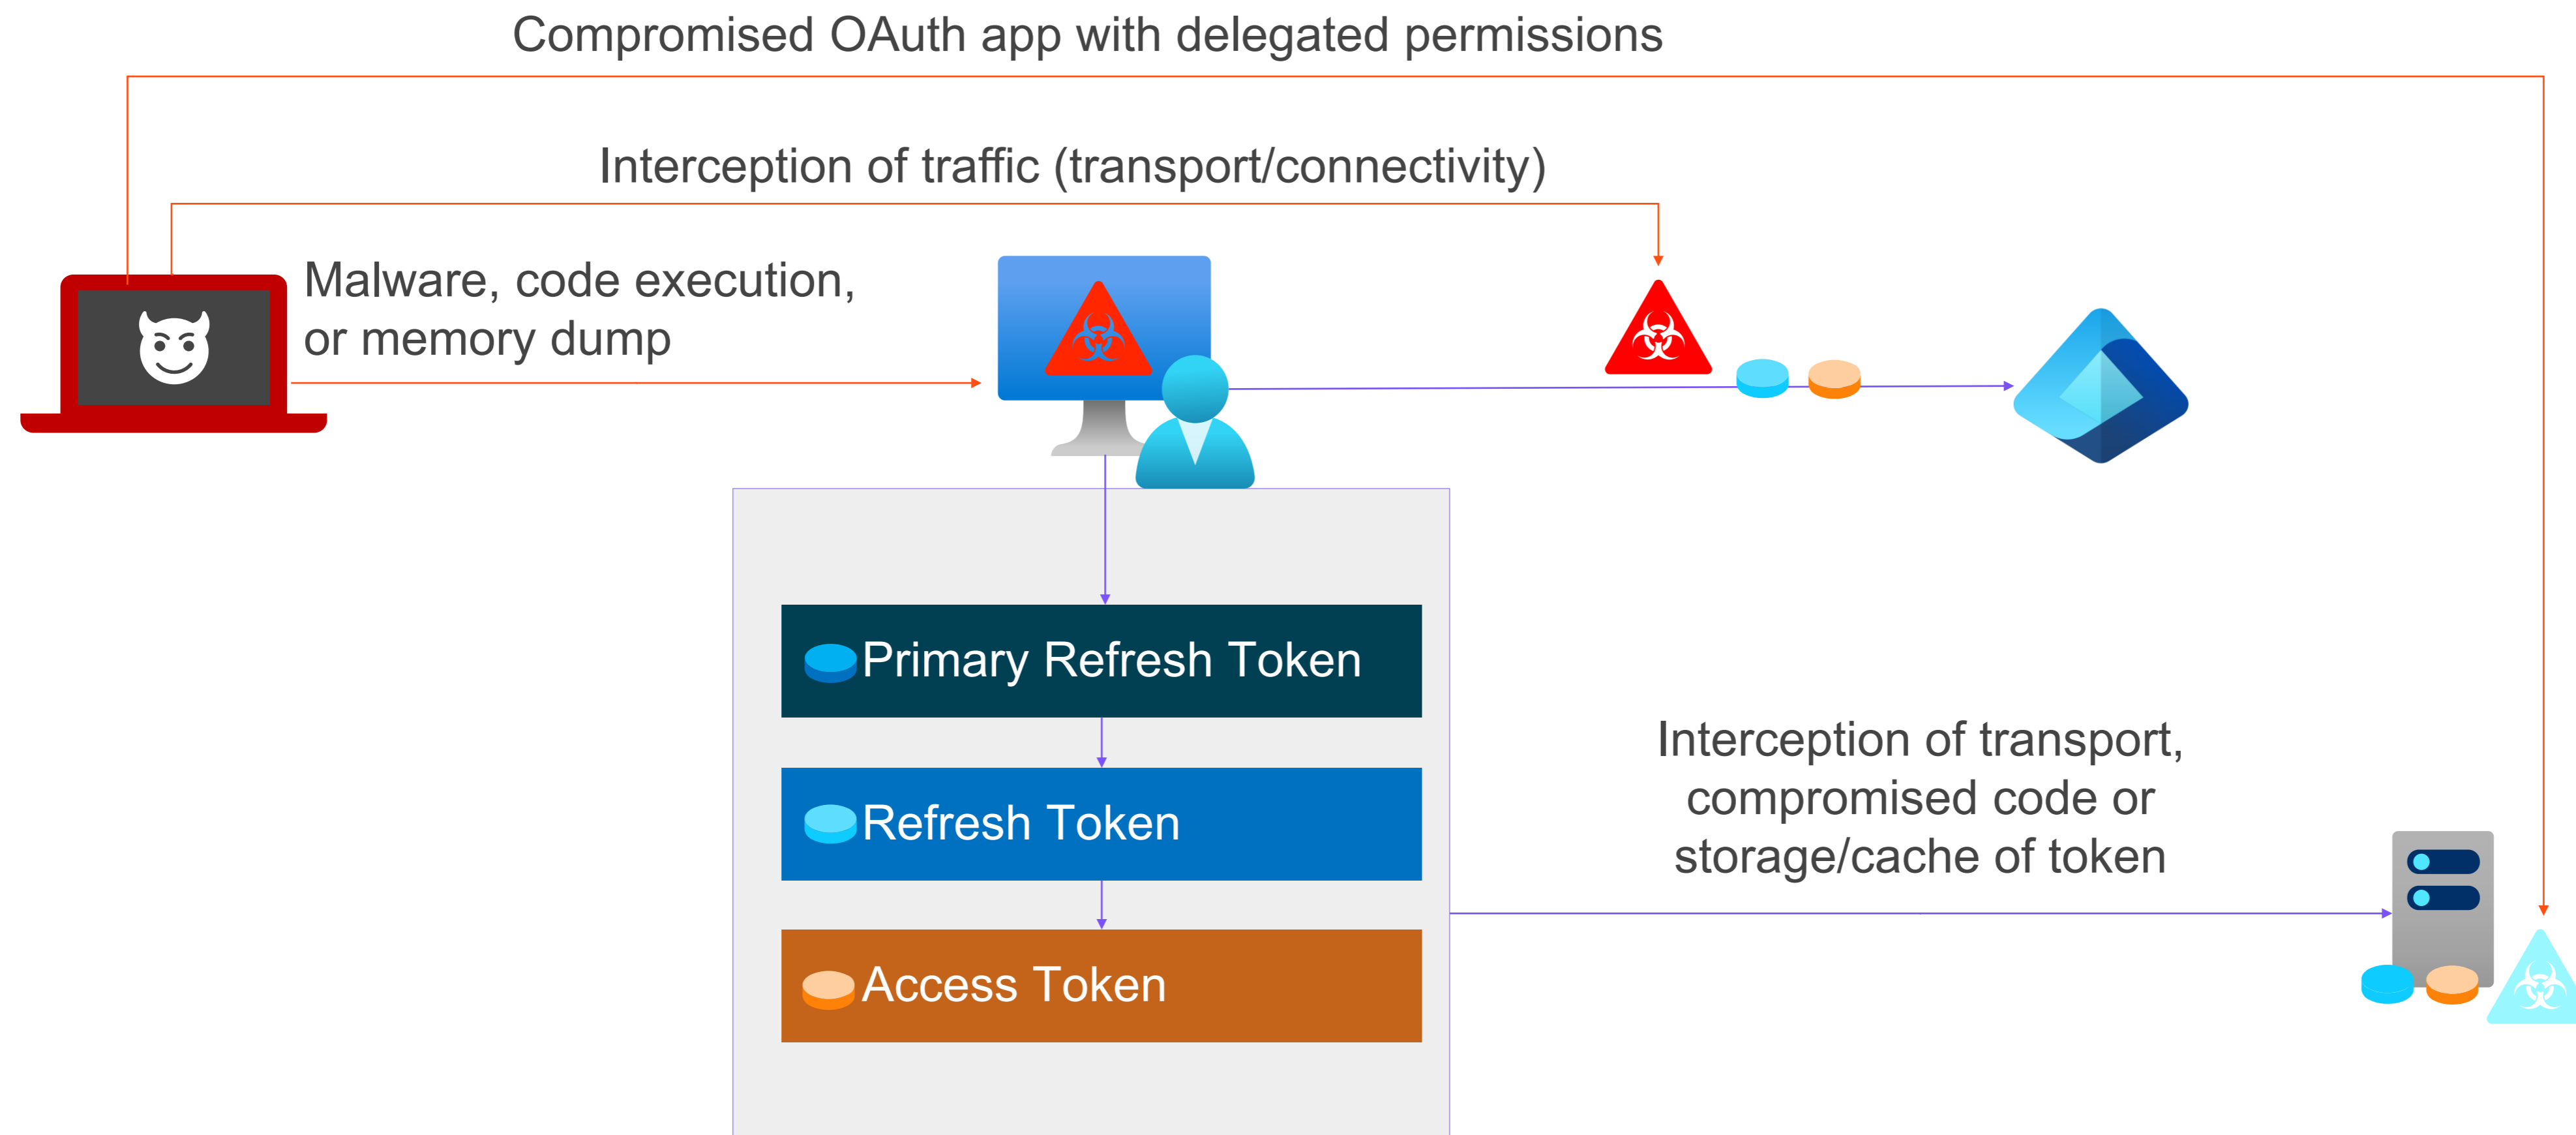 Compromised OAuth app with delegated permissions
Interception of traffic (transport/connectivity)
Malware, code execution,
or memory dump
Primary Refresh Token
Refresh Token
Access Token
Interception of transport,
compromised code or
storage/cache of token